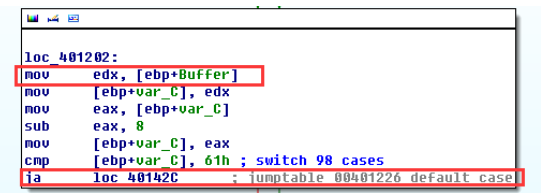 loc_401202:
mov edx, [ebp+Buffer]
mov [ebp+var_C], edx
mov eax, [ebp+var_C]
sub eax, 8
mov [ebp+var_C], eax
cmp [ebp+var_C], 61h ; switch 98 cases
ja loc_40142C ; jumptable 00401226 default case